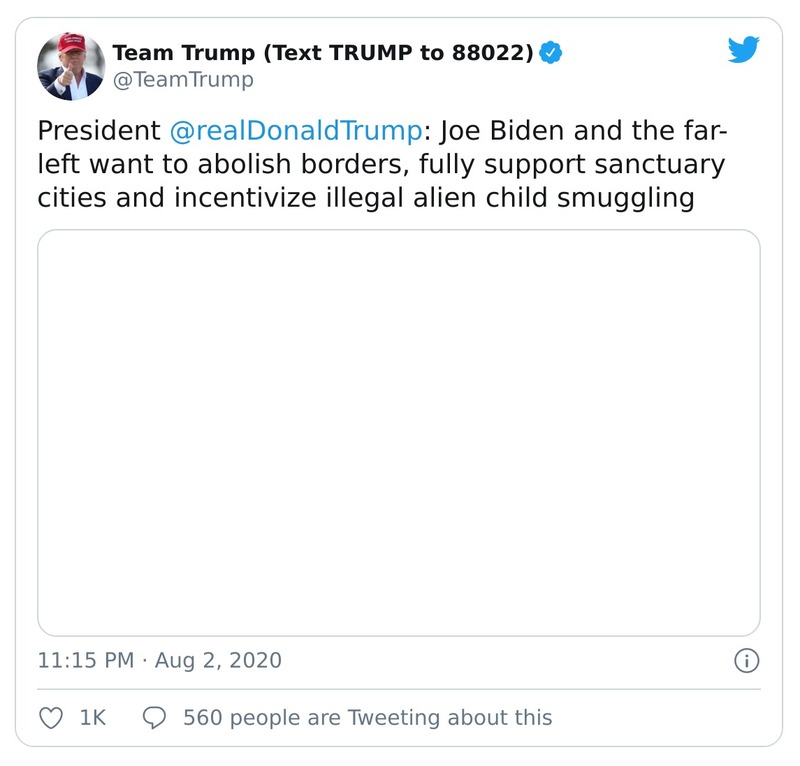 Team Trump (Text TRUMP to 88022)
@TeamTrump
President @realDonaldTrump: Joe Biden and the far-
left want to abolish borders, fully support sanctuary
cities and incentivize illegal alien child smuggling
11:15 PM · Aug 2, 2020
1K
560 people are Tweeting about this